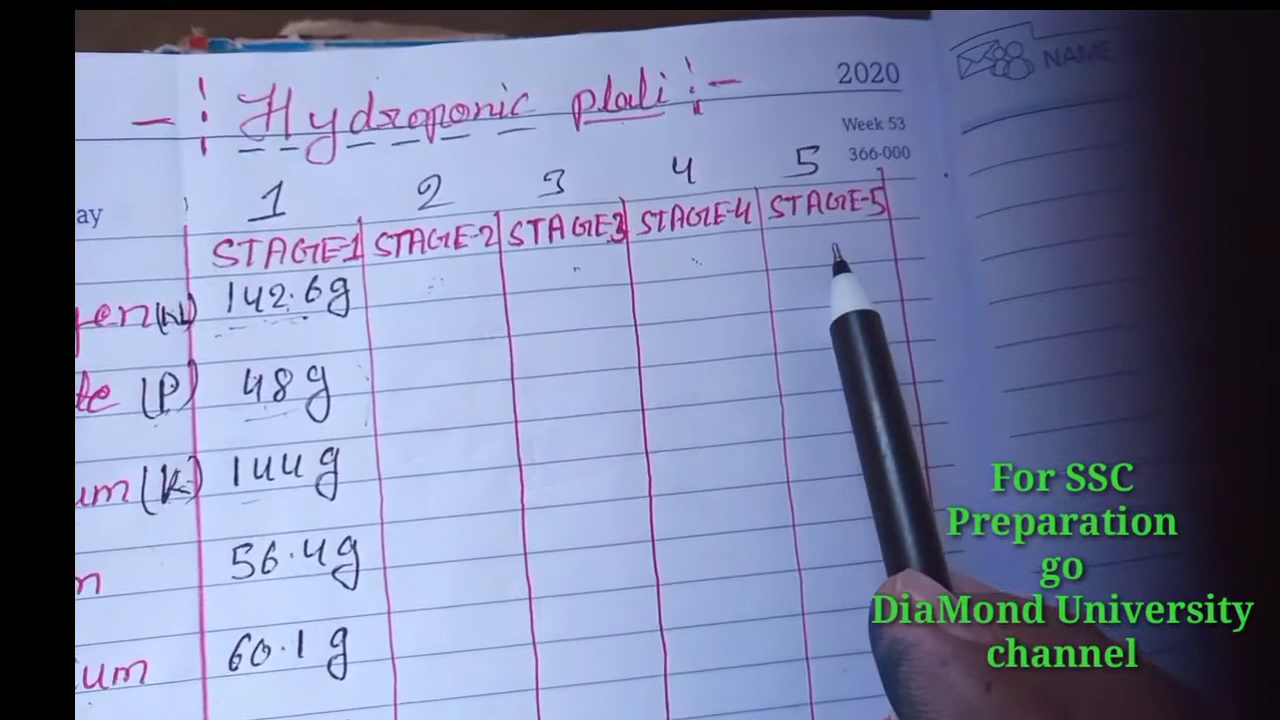 -: Hydroponic plali :-
2020
NAME
Week 53
366-000
1 2 3 4 5
ay
STAGE-1 STAGE-2 STAGE3 STAGE-4 STAGE-5
gen(N) 142.6g
te (P) 48g
um (K) 144g
n 56.4g
um 60.1g
For SSC
Preparation
go
DiaMond University
channel